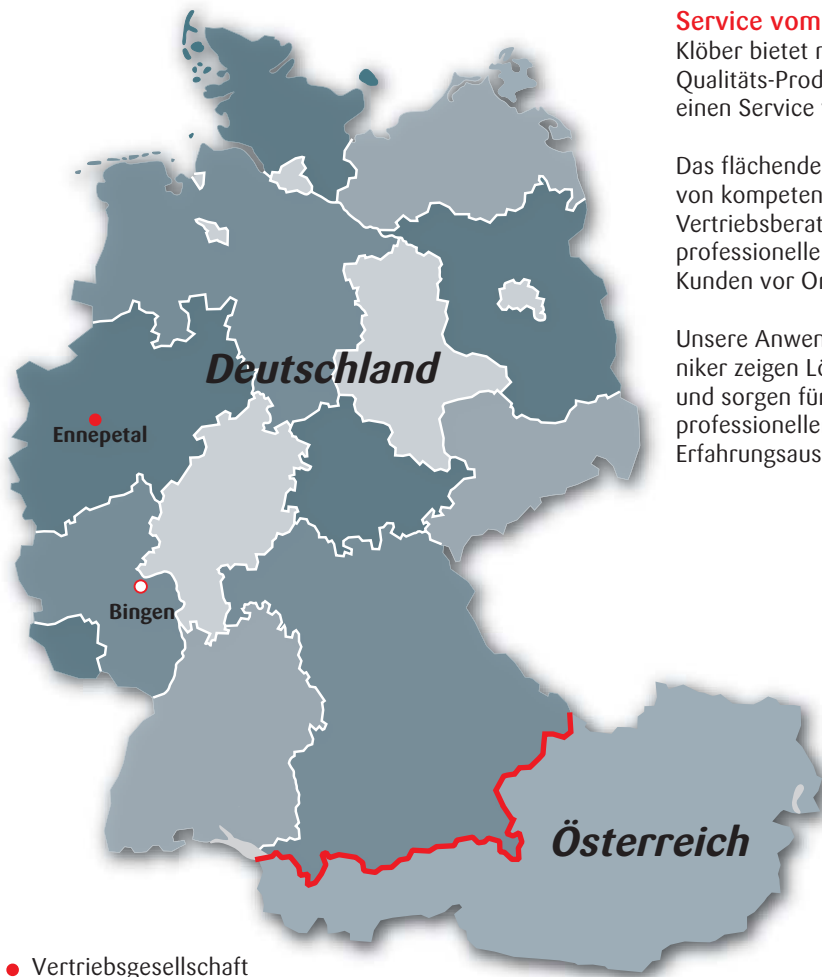 Service vom
Klöber bietet
Qualitäts-Prod
einen Service
Das flächende
von kompeten
Vertriebsberat
professionelle
Kunden vor Or
Unsere Anwen
niker zeigen Lö
und sorgen für
professionelle
Erfahrungsaus
Deutschland
Ennepetal
Bingen
Österreich
Vertriebsgesellschaft